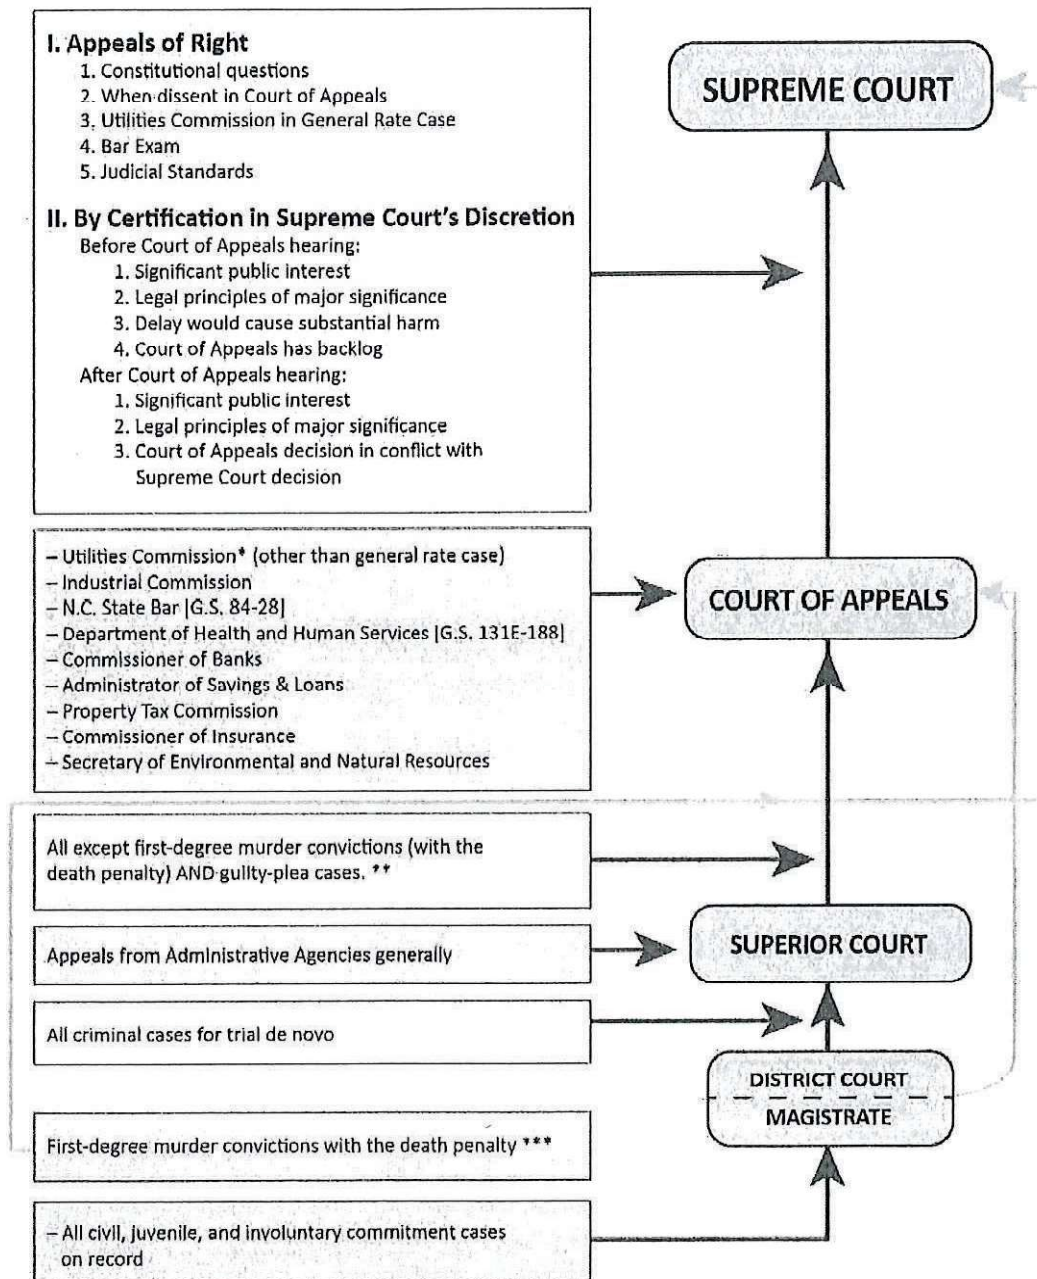 I. Appeals of Right
1. Constitutional questions
2. When dissent in Court of Appeals
3. Utilities Commission in General Rate Case
4. Bar Exam
5. Judicial Standards
II. By Certification in Supreme Court's Discretion
Before Court of Appeals hearing:
1. Significant public interest
2. Legal principles of major significance
3. Delay would cause substantial harm
4. Court of Appeals has backlog
After Court of Appeals hearing:
1. Significant public interest
2. Legal principles of major significance
3. Court of Appeals decision in conflict with
Supreme Court decision
SUPREME COURT
– Utilities Commission* (other than general rate case)
– Industrial Commission
– N.C. State Bar [G.S. 84-28]
– Department of Health and Human Services [G.S. 131E-188]
– Commissioner of Banks
– Administrator of Savings & Loans
– Property Tax Commission
– Commissioner of Insurance
– Secretary of Environmental and Natural Resources
COURT OF APPEALS
All except first-degree murder convictions (with the
death penalty) AND guilty-plea cases. **
Appeals from Administrative Agencies generally
SUPERIOR COURT
All criminal cases for trial de novo
DISTRICT COURT
MAGISTRATE
First-degree murder convictions with the death penalty ***
– All civil, juvenile, and involuntary commitment cases
on record